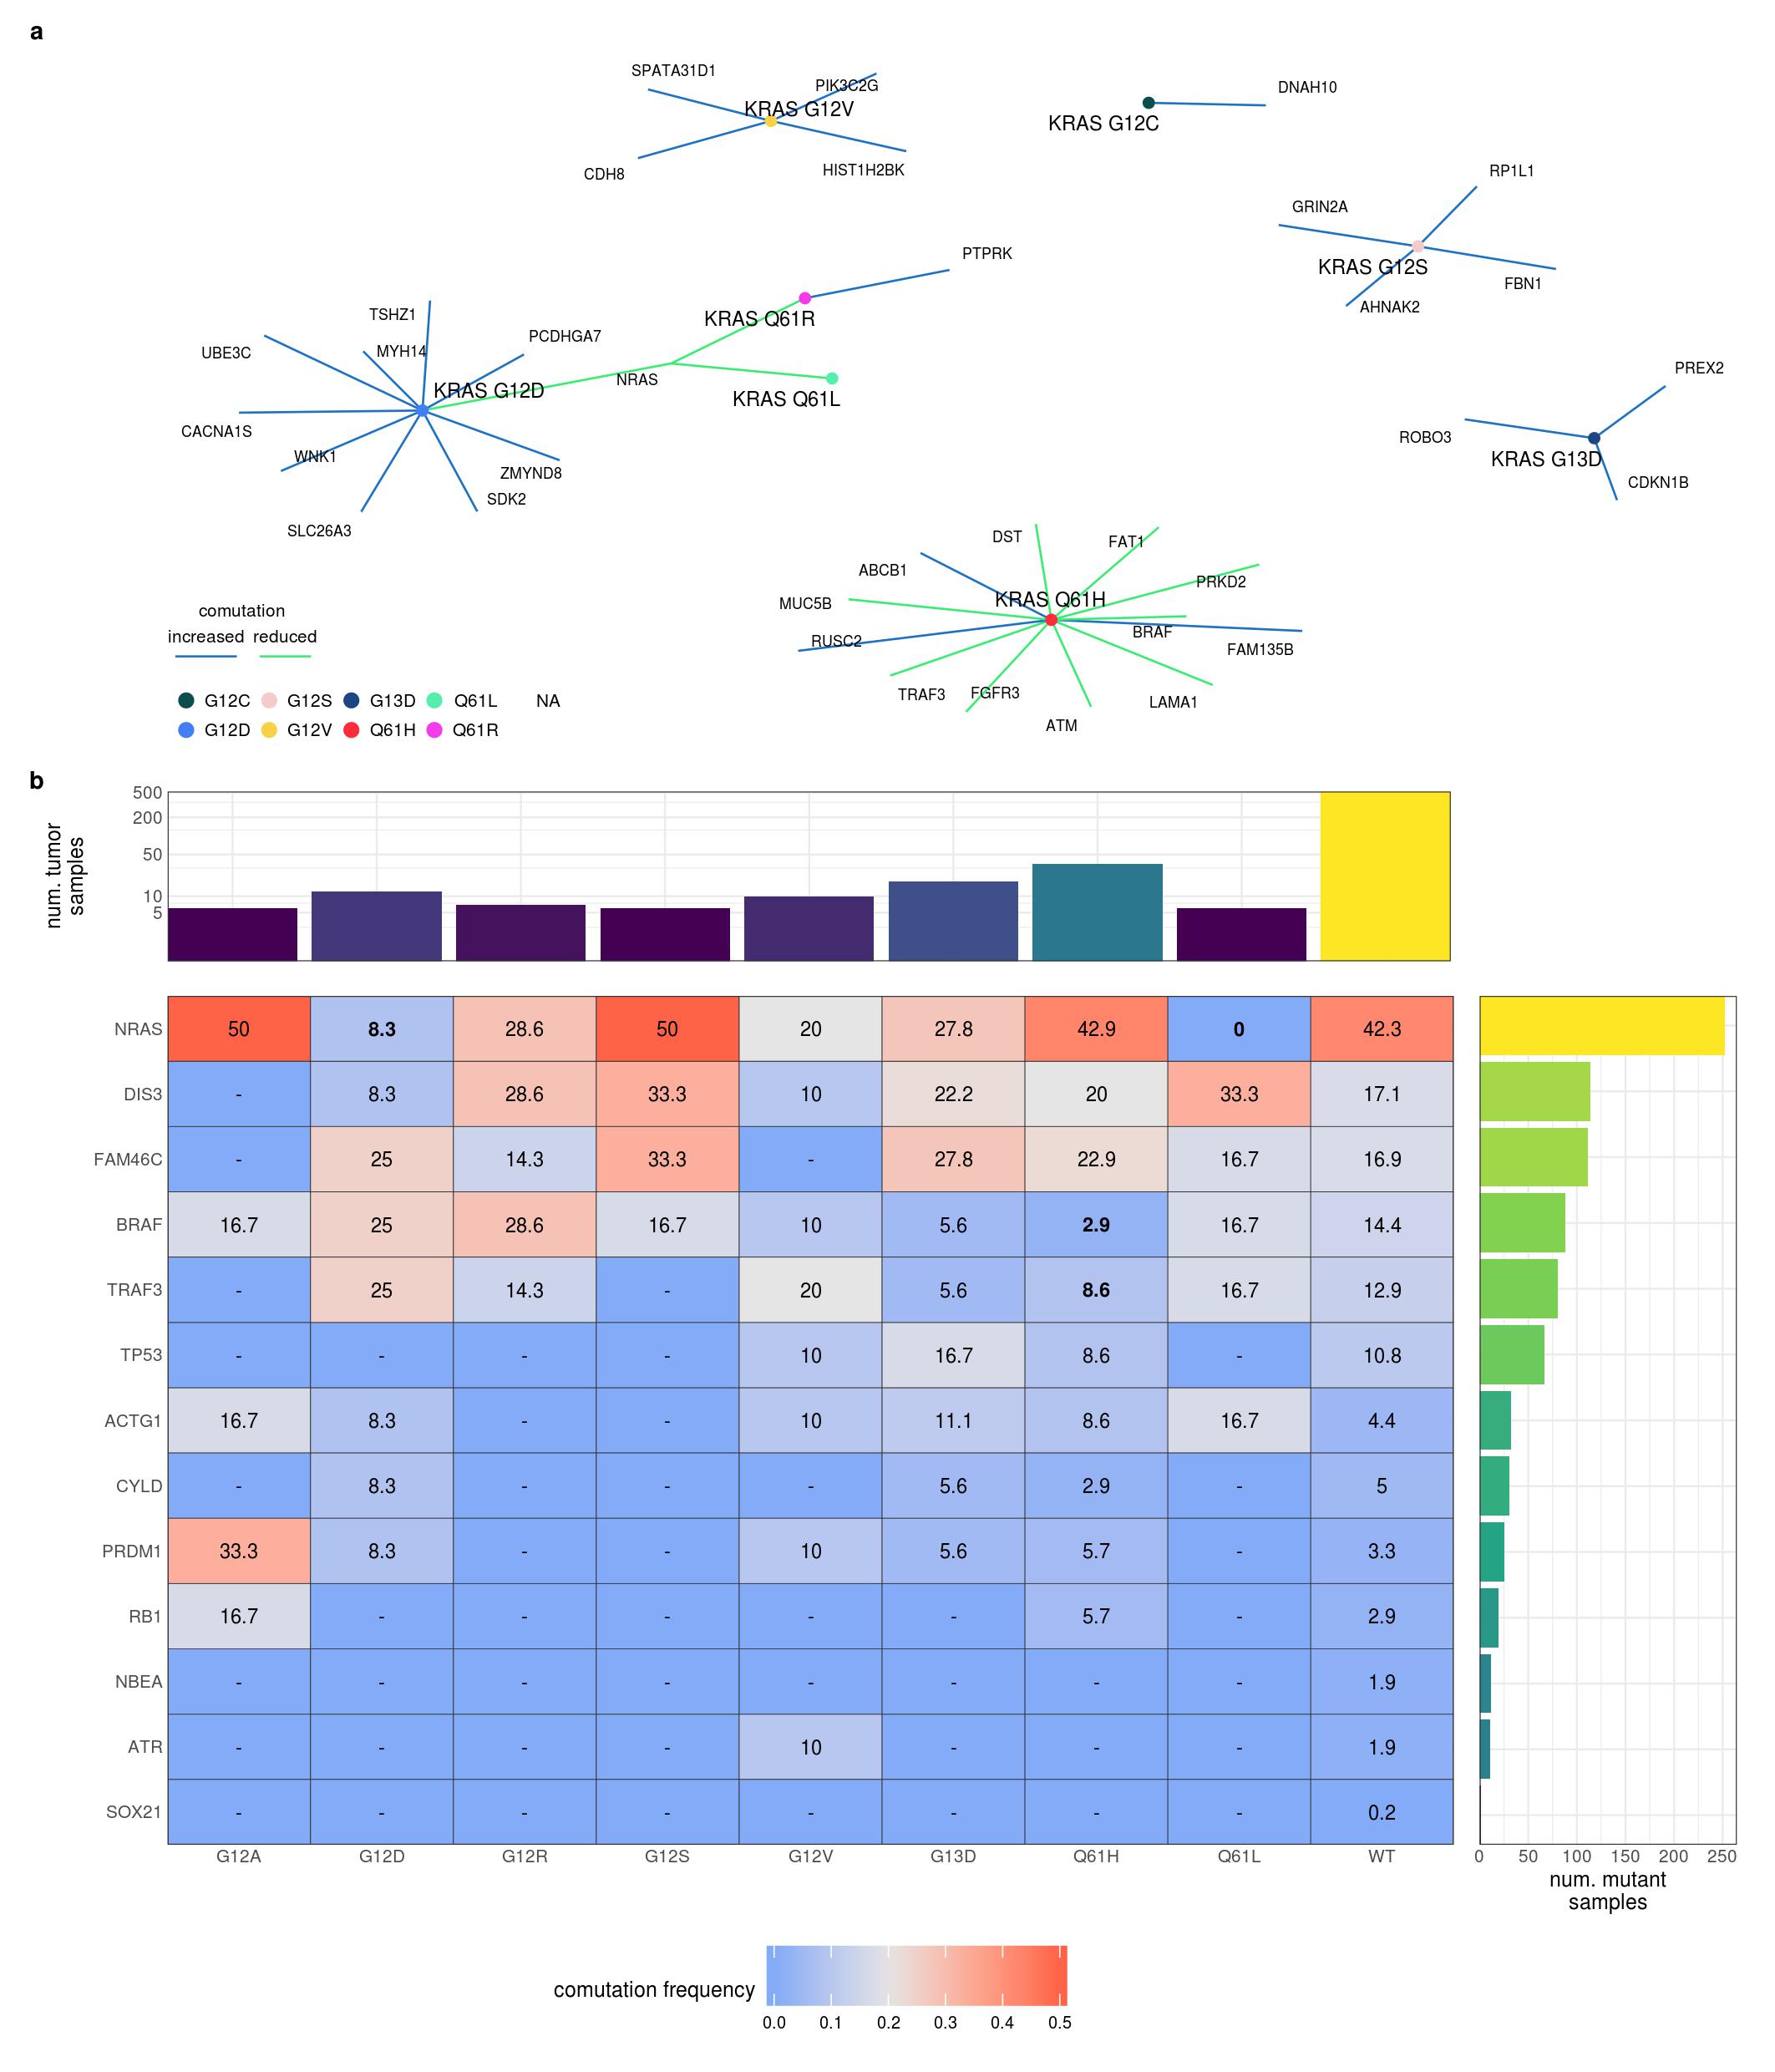 a
SPATA31D1
PIK3C2G
KRAS G12V
CDH8
HIST1H2BK
DNAH10
KRAS G12C
RP1L1
GRIN2A
KRAS G12S
FBN1
AHNAK2
PTPRK
KRAS Q61R
TSHZ1
PCDHGA7
UBE3C
MYH14
NRAS
KRAS G12D
KRAS Q61L
CACNA1S
WNK1
ZMYND8
SDK2
SLC26A3
PREX2
ROBO3
KRAS G13D
CDKN1B
DST
FAT1
ABCB1
PRKD2
KRAS Q61H
MUC5B
BRAF
RUSC2
FAM135B
TRAF3
FGFR3
LAMA1
ATM
comutation
increased reduced
G12C G12S G13D Q61L NA
G12D G12V Q61H Q61R
b
num. tumor
samples
500
200
50
10
5
NRAS 50 8.3 28.6 50 20 27.8 42.9 0 42.3
DIS3 - 8.3 28.6 33.3 10 22.2 20 33.3 17.1
FAM46C - 25 14.3 33.3 - 27.8 22.9 16.7 16.9
BRAF 16.7 25 28.6 16.7 10 5.6 2.9 16.7 14.4
TRAF3 - 25 14.3 - 20 5.6 8.6 16.7 12.9
TP53 - - - - 10 16.7 8.6 - 10.8
ACTG1 16.7 8.3 - - 10 11.1 8.6 16.7 4.4
CYLD - 8.3 - - - 5.6 2.9 - 5
PRDM1 33.3 8.3 - - 10 5.6 5.7 - 3.3
RB1 16.7 - - - - - 5.7 - 2.9
NBEA - - - - - - - - 1.9
ATR - - - - 10 - - - 1.9
SOX21 - - - - - - - - 0.2
G12A G12D G12R G12S G12V G13D Q61H Q61L WT
0 50 100 150 200 250
num. mutant
samples
comutation frequency
0.0 0.1 0.2 0.3 0.4 0.5